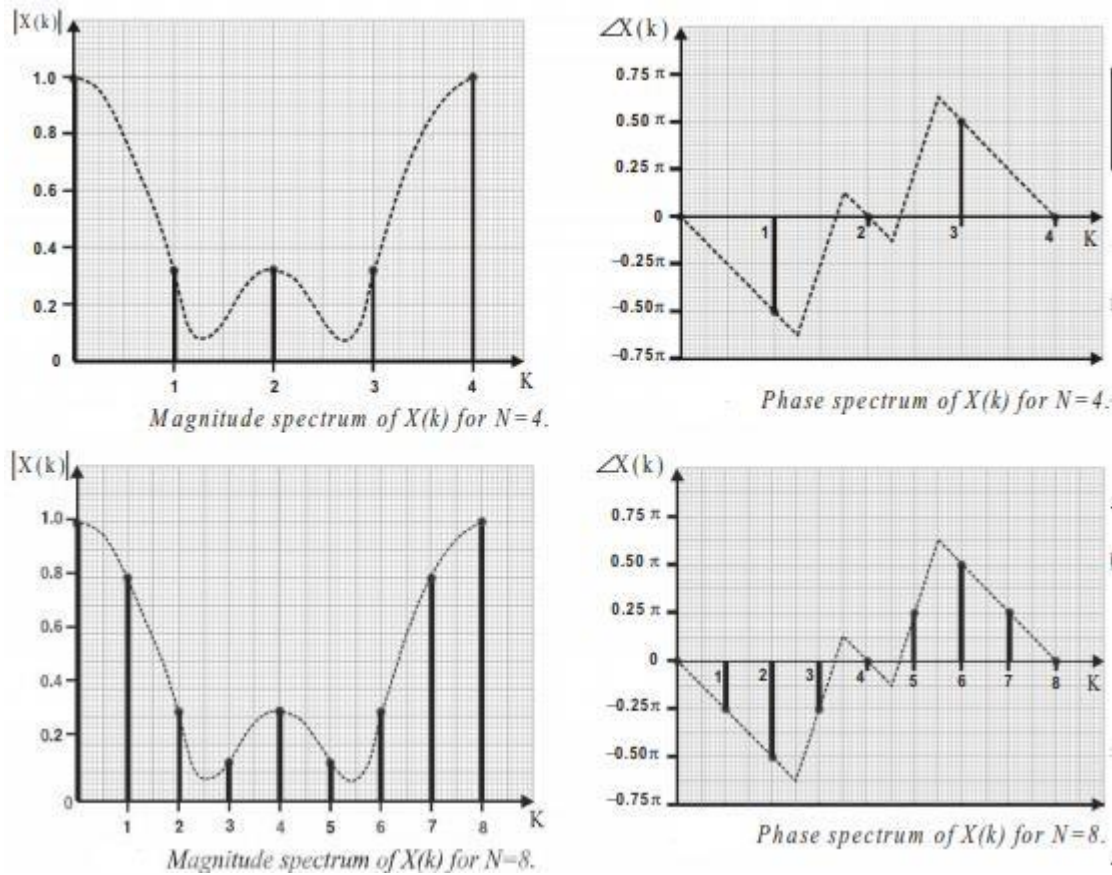 |X(k)|
1.0
0.8
0.6
0.4
0.2
0
1 2 3 4 K
Magnitude spectrum of X(k) for N=4.
∠X(k)
0.75 π
0.50 π
0.25 π
0
−0.25π
−0.50π
−0.75π
1 2 3 4 K
Phase spectrum of X(k) for N=4.
|X(k)|
1.0
0.8
0.6
0.4
0.2
0
1 2 3 4 5 6 7 8 K
Magnitude spectrum of X(k) for N=8.
∠X(k)
0.75 π
0.50 π
0.25 π
0
−0.25π
−0.50π
−0.75π
1 2 3 4 5 6 7 8 K
Phase spectrum of X(k) for N=8.